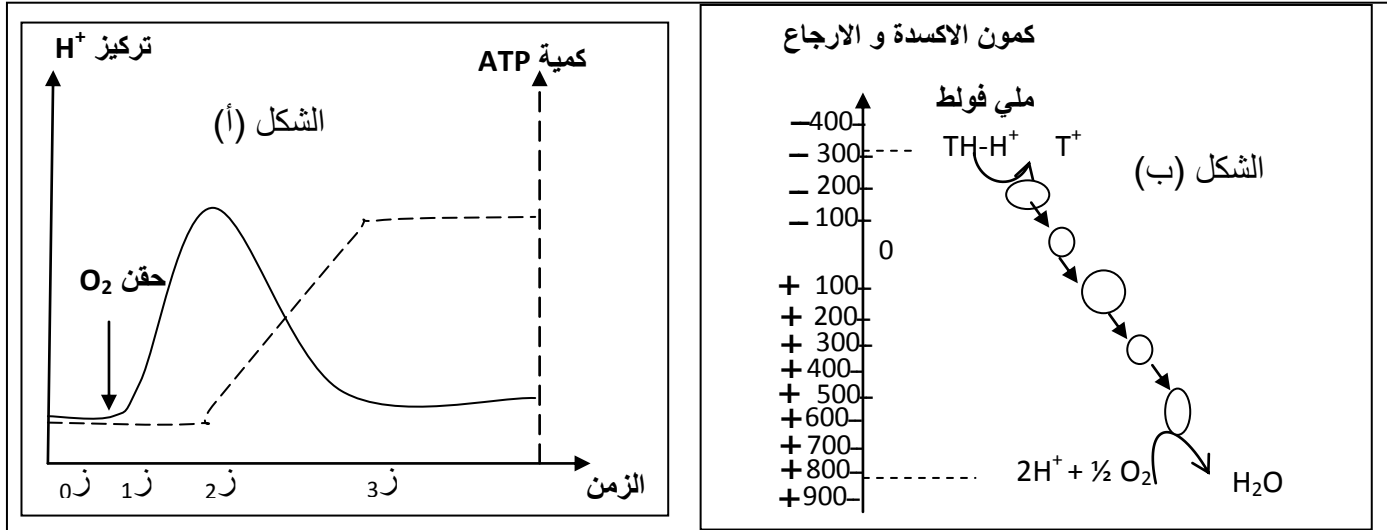 تركيز H⁺
كمية ATP
الشكل (أ)
حقن O₂
ز0
ز1
ز2
ز3
الزمن
كمون الاكسدة و الارجاع
ملي فولط
−400
−300
−200
−100
0
+ 100
+ 200
+ 300
+ 400
+ 500
+600
+700
+800
+900
TH-H⁺ T⁺
الشكل (ب)
2H⁺ + ½ O₂
H₂O